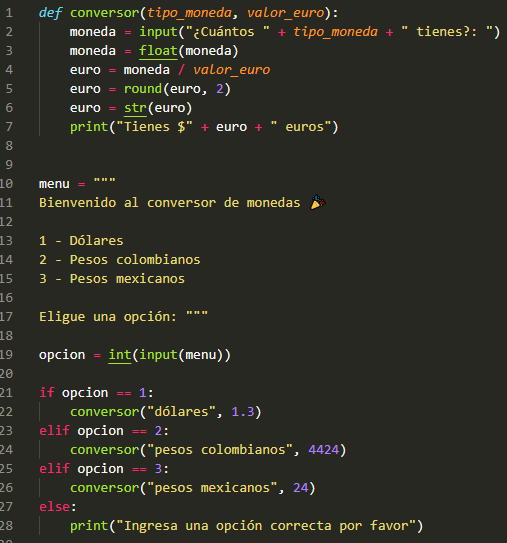 1 def conversor(tipo_moneda, valor_euro):
2     moneda = input("¿Cuántos " + tipo_moneda + " tienes?: ")
3     moneda = float(moneda)
4     euro = moneda / valor_euro
5     euro = round(euro, 2)
6     euro = str(euro)
7     print("Tienes $" + euro + " euros")
8
9
10 menu = """
11 Bienvenido al conversor de monedas 🎉
12
13 1 - Dólares
14 2 - Pesos colombianos
15 3 - Pesos mexicanos
16
17 Eligue una opción: """
18
19 opcion = int(input(menu))
20
21 if opcion == 1:
22     conversor("dólares", 1.3)
23 elif opcion == 2:
24     conversor("pesos colombianos", 4424)
25 elif opcion == 3:
26     conversor("pesos mexicanos", 24)
27 else:
28     print("Ingresa una opción correcta por favor")